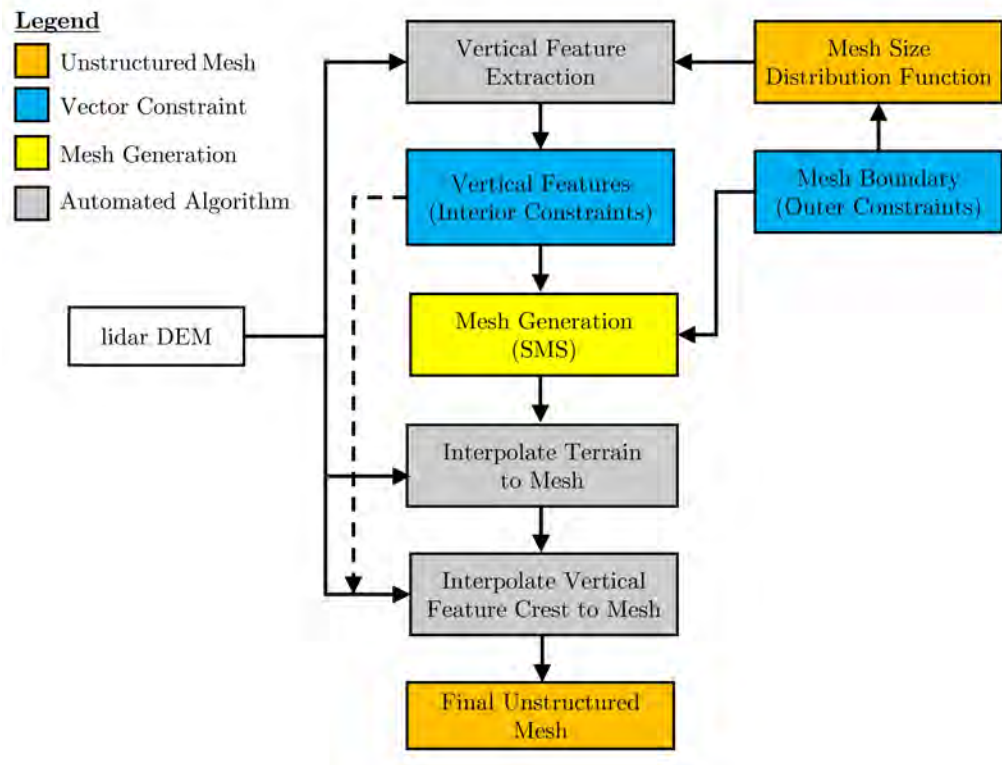 Legend
Unstructured Mesh
Vector Constraint
Mesh Generation
Automated Algorithm
Vertical Feature
Extraction
Mesh Size
Distribution Function
Vertical Features
(Interior Constraints)
Mesh Boundary
(Outer Constraints)
lidar DEM
Mesh Generation
(SMS)
Interpolate Terrain
to Mesh
Interpolate Vertical
Feature Crest to Mesh
Final Unstructured
Mesh